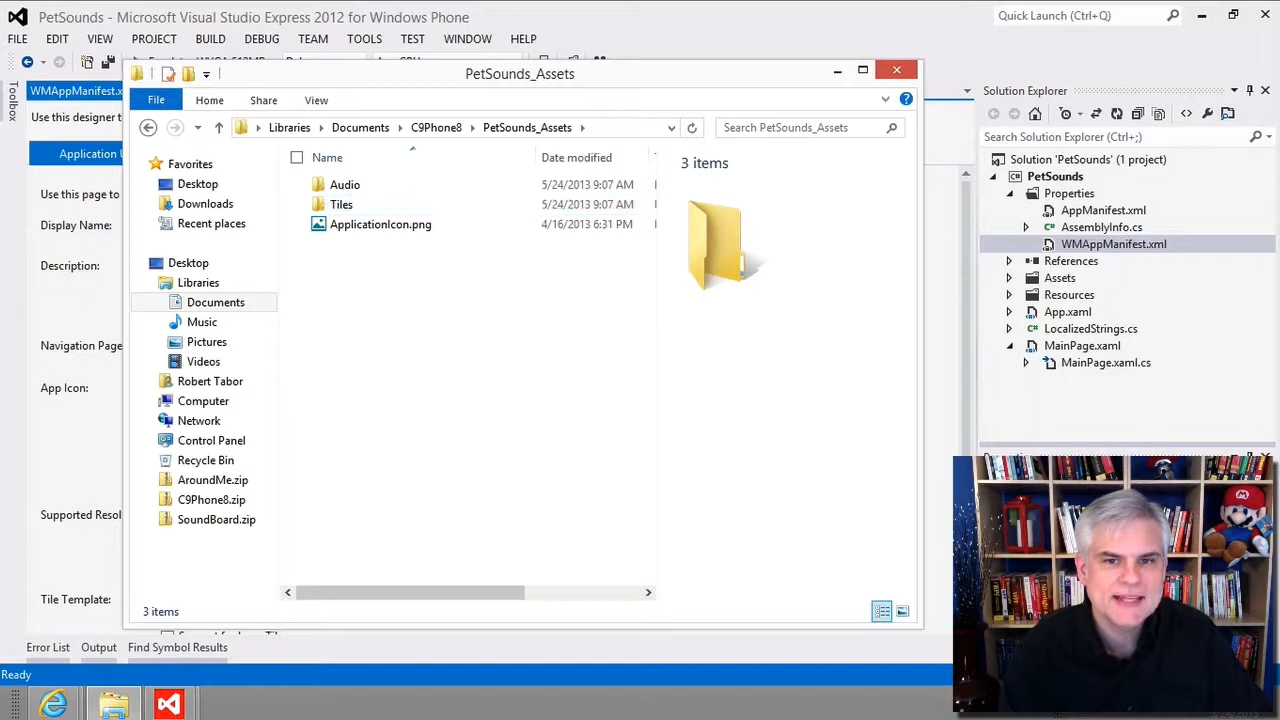 PetSounds - Microsoft Visual Studio Express 2012 for Windows Phone
Quick Launch (Ctrl+Q)
FILE EDIT VIEW PROJECT BUILD DEBUG TEAM TOOLS TEST WINDOW HELP
Toolbox
WMAppManifest.x
Use this designer to
Application U
Use this page to
Display Name:
Description:
Navigation Page
App Icon:
Supported Resol
Tile Template:
PetSounds_Assets
File Home Share View
Libraries Documents C9Phone8 PetSounds_Assets
Search PetSounds_Assets
Favorites
Desktop
Downloads
Recent places
Desktop
Libraries
Documents
Music
Pictures
Videos
Robert Tabor
Computer
Network
Control Panel
Recycle Bin
AroundMe.zip
C9Phone8.zip
SoundBoard.zip
Name Date modified
Audio 5/24/2013 9:07 AM
Tiles 5/24/2013 9:07 AM
ApplicationIcon.png 4/16/2013 6:31 PM
3 items
3 items
Solution Explorer
Search Solution Explorer (Ctrl+;)
Solution 'PetSounds' (1 project)
PetSounds
Properties
AppManifest.xml
AssemblyInfo.cs
WMAppManifest.xml
References
Assets
Resources
App.xaml
LocalizedStrings.cs
MainPage.xaml
MainPage.xaml.cs
Error List Output Find Symbol Results
Ready